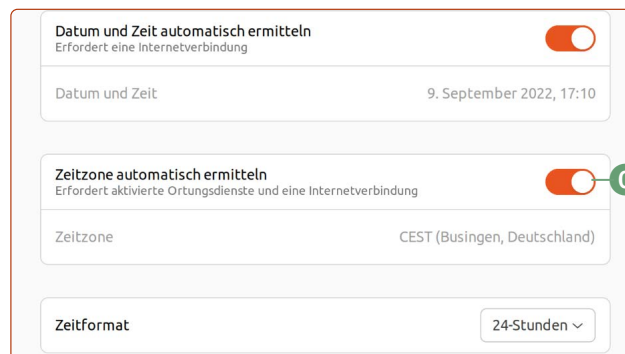 Datum und Zeit automatisch ermitteln
Erfordert eine Internetverbindung
Datum und Zeit 9. September 2022, 17:10
Zeitzone automatisch ermitteln
Erfordert aktivierte Ortungsdienste und eine Internetverbindung
Zeitzone CEST (Busingen, Deutschland)
Zeitformat 24-Stunden